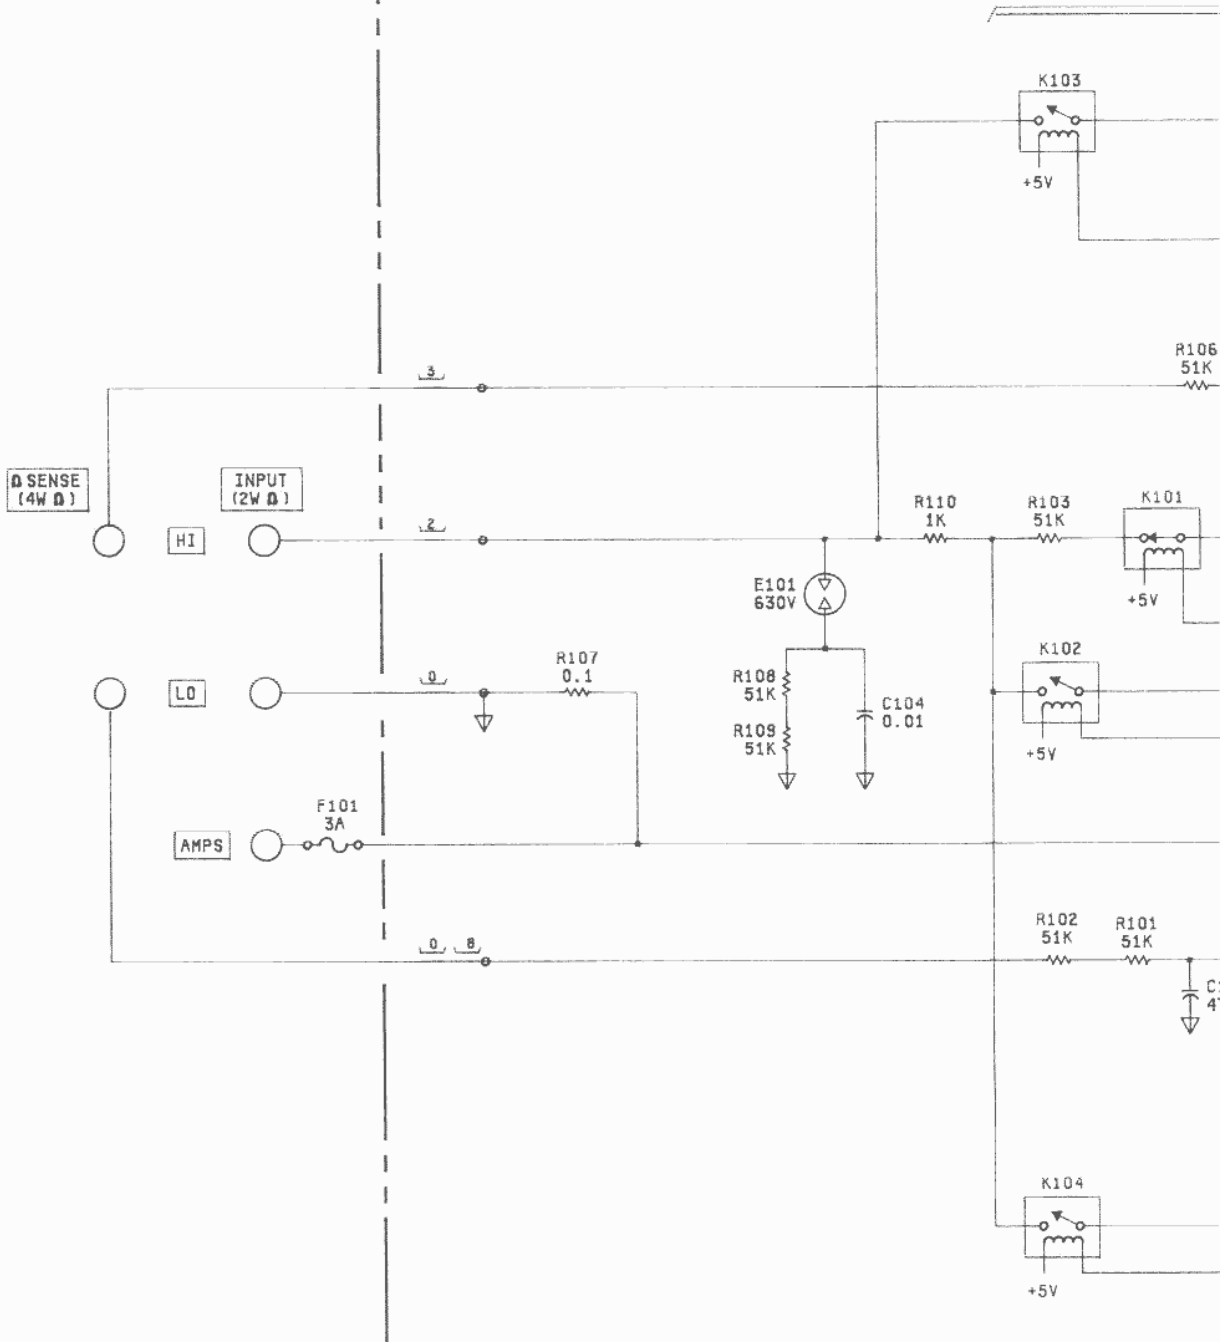 K103
+5V
3
R106
51K
Ω SENSE
(4W Ω)
INPUT
(2W Ω)
HI
2
R110
1K
R103
51K
K101
+5V
E101
630V
K102
+5V
R107
0.1
LO
0
R108
51K
R109
51K
C104
0.01
F101
3A
AMPS
0 8
R102
51K
R101
51K
K104
+5V